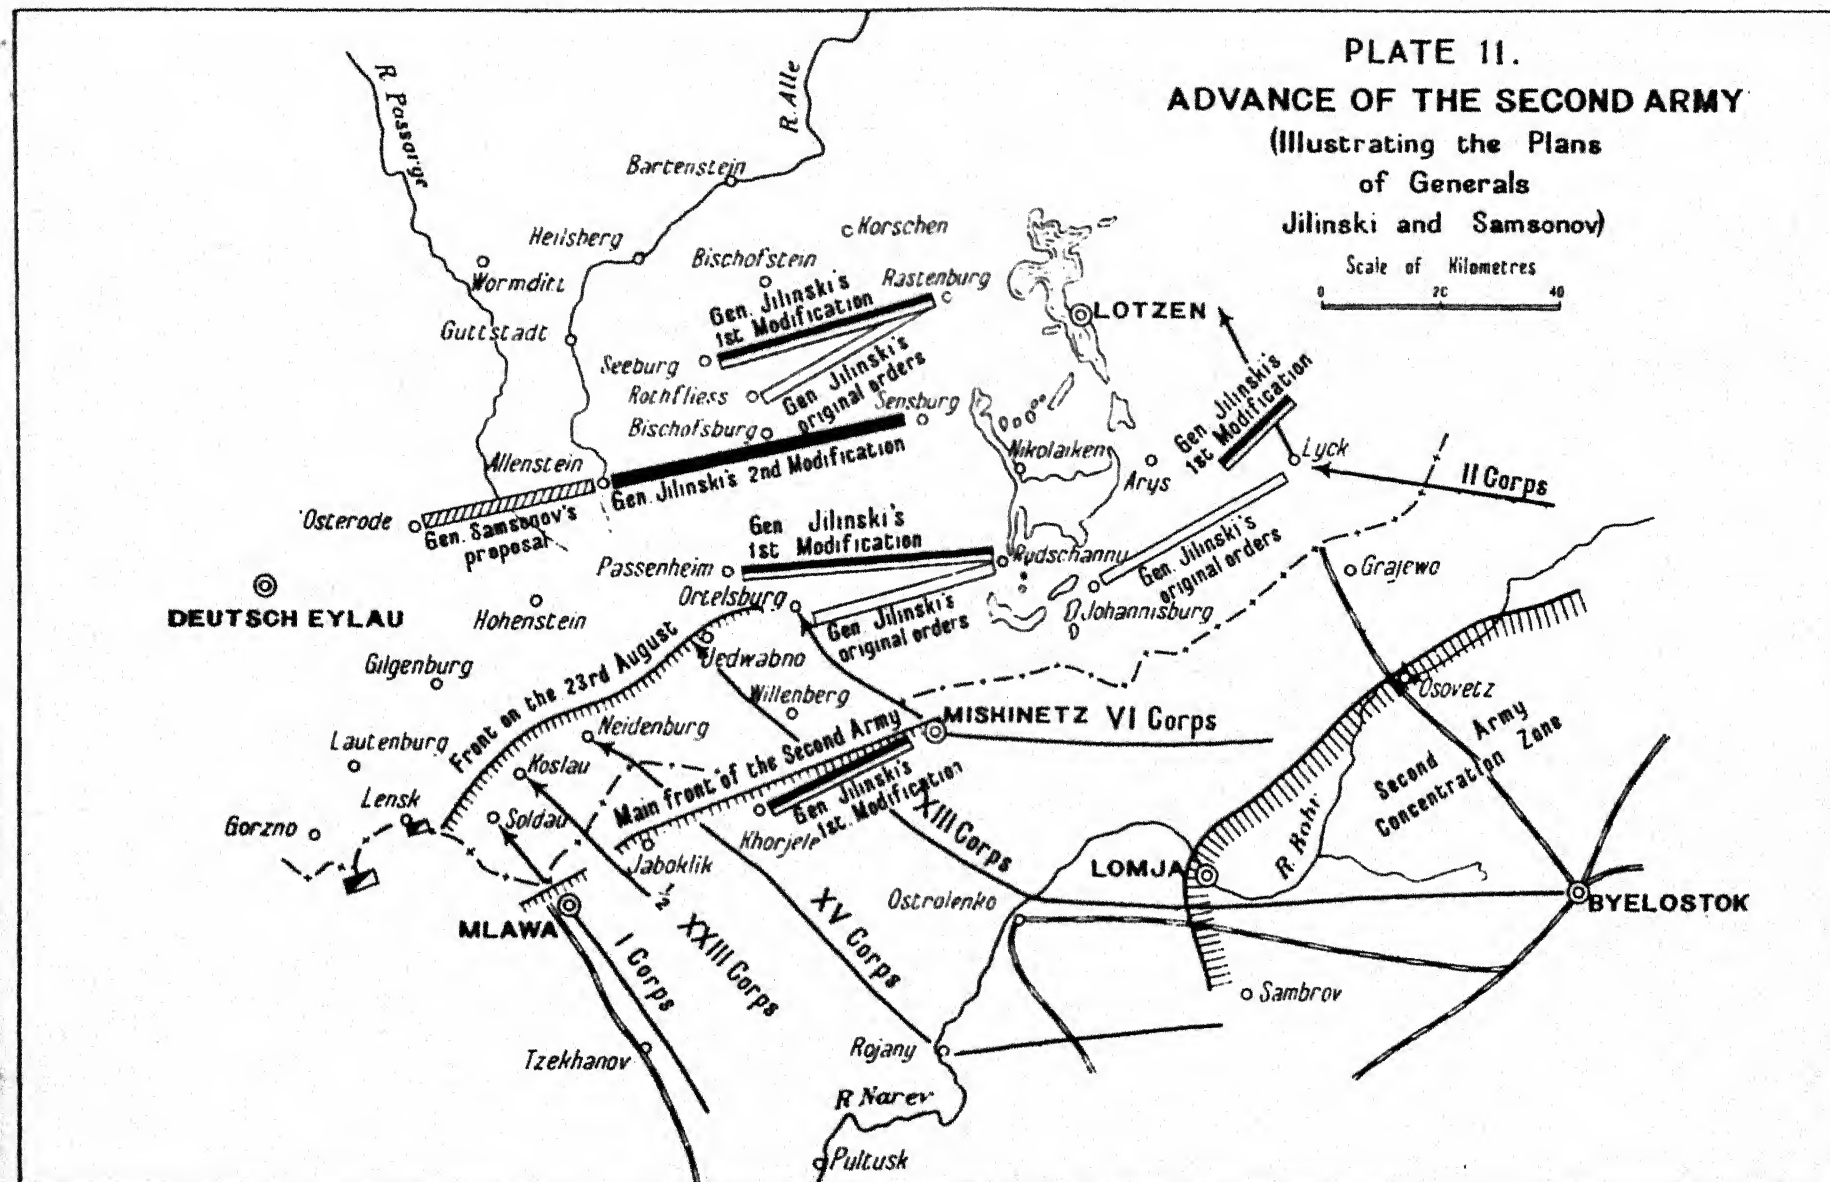 PLATE 11.
ADVANCE OF THE SECOND ARMY
(Illustrating the Plans
of Generals
Jilinski and Samsonov)
Scale of Kilometres
0 20 40
R. Passarge
R. Alle
Bartenstein
Korschen
Heilsberg
Bischofstein
Wormditt
Rastenburg
Gen. Jilinski's
1st Modification
LOTZEN
Guttstadt
Seeburg
Rothfliess
Gen. Jilinski's
original orders
Sensburg
Bischofsburg
Gen. Jilinski's
1st Modification
Lyck
Nikolaiken
Arys
II Corps
Allenstein
Gen. Jilinski's 2nd Modification
Osterode
Gen. Samsonov's
proposal
Gen Jilinski's
1st Modification
Rudschanny
Gen. Jilinski's
original orders
Grajewo
Passenheim
Ortelsburg
Johannisburg
DEUTSCH EYLAU
Hohenstein
Gen. Jilinski's
original orders
Gilgenburg
Front on the 23rd August
Jedwabno
Willenberg
Osovetz
MISHINETZ VI Corps
Second Army
Concentration Zone
Neidenburg
Lautenburg
Koslau
Main front of the Second Army
Gen. Jilinski's
1st. Modification
Lensk
Soldau
Gorzno
Khorjele
Jaboklik
XIII Corps
R. Bohr
LOMJA
BYELOSTOK
Ostrolenko
MLAWA
½ XXIII Corps
XV Corps
I Corps
Sambrov
Tzekhanov
Rojany
R Narev
Pultusk